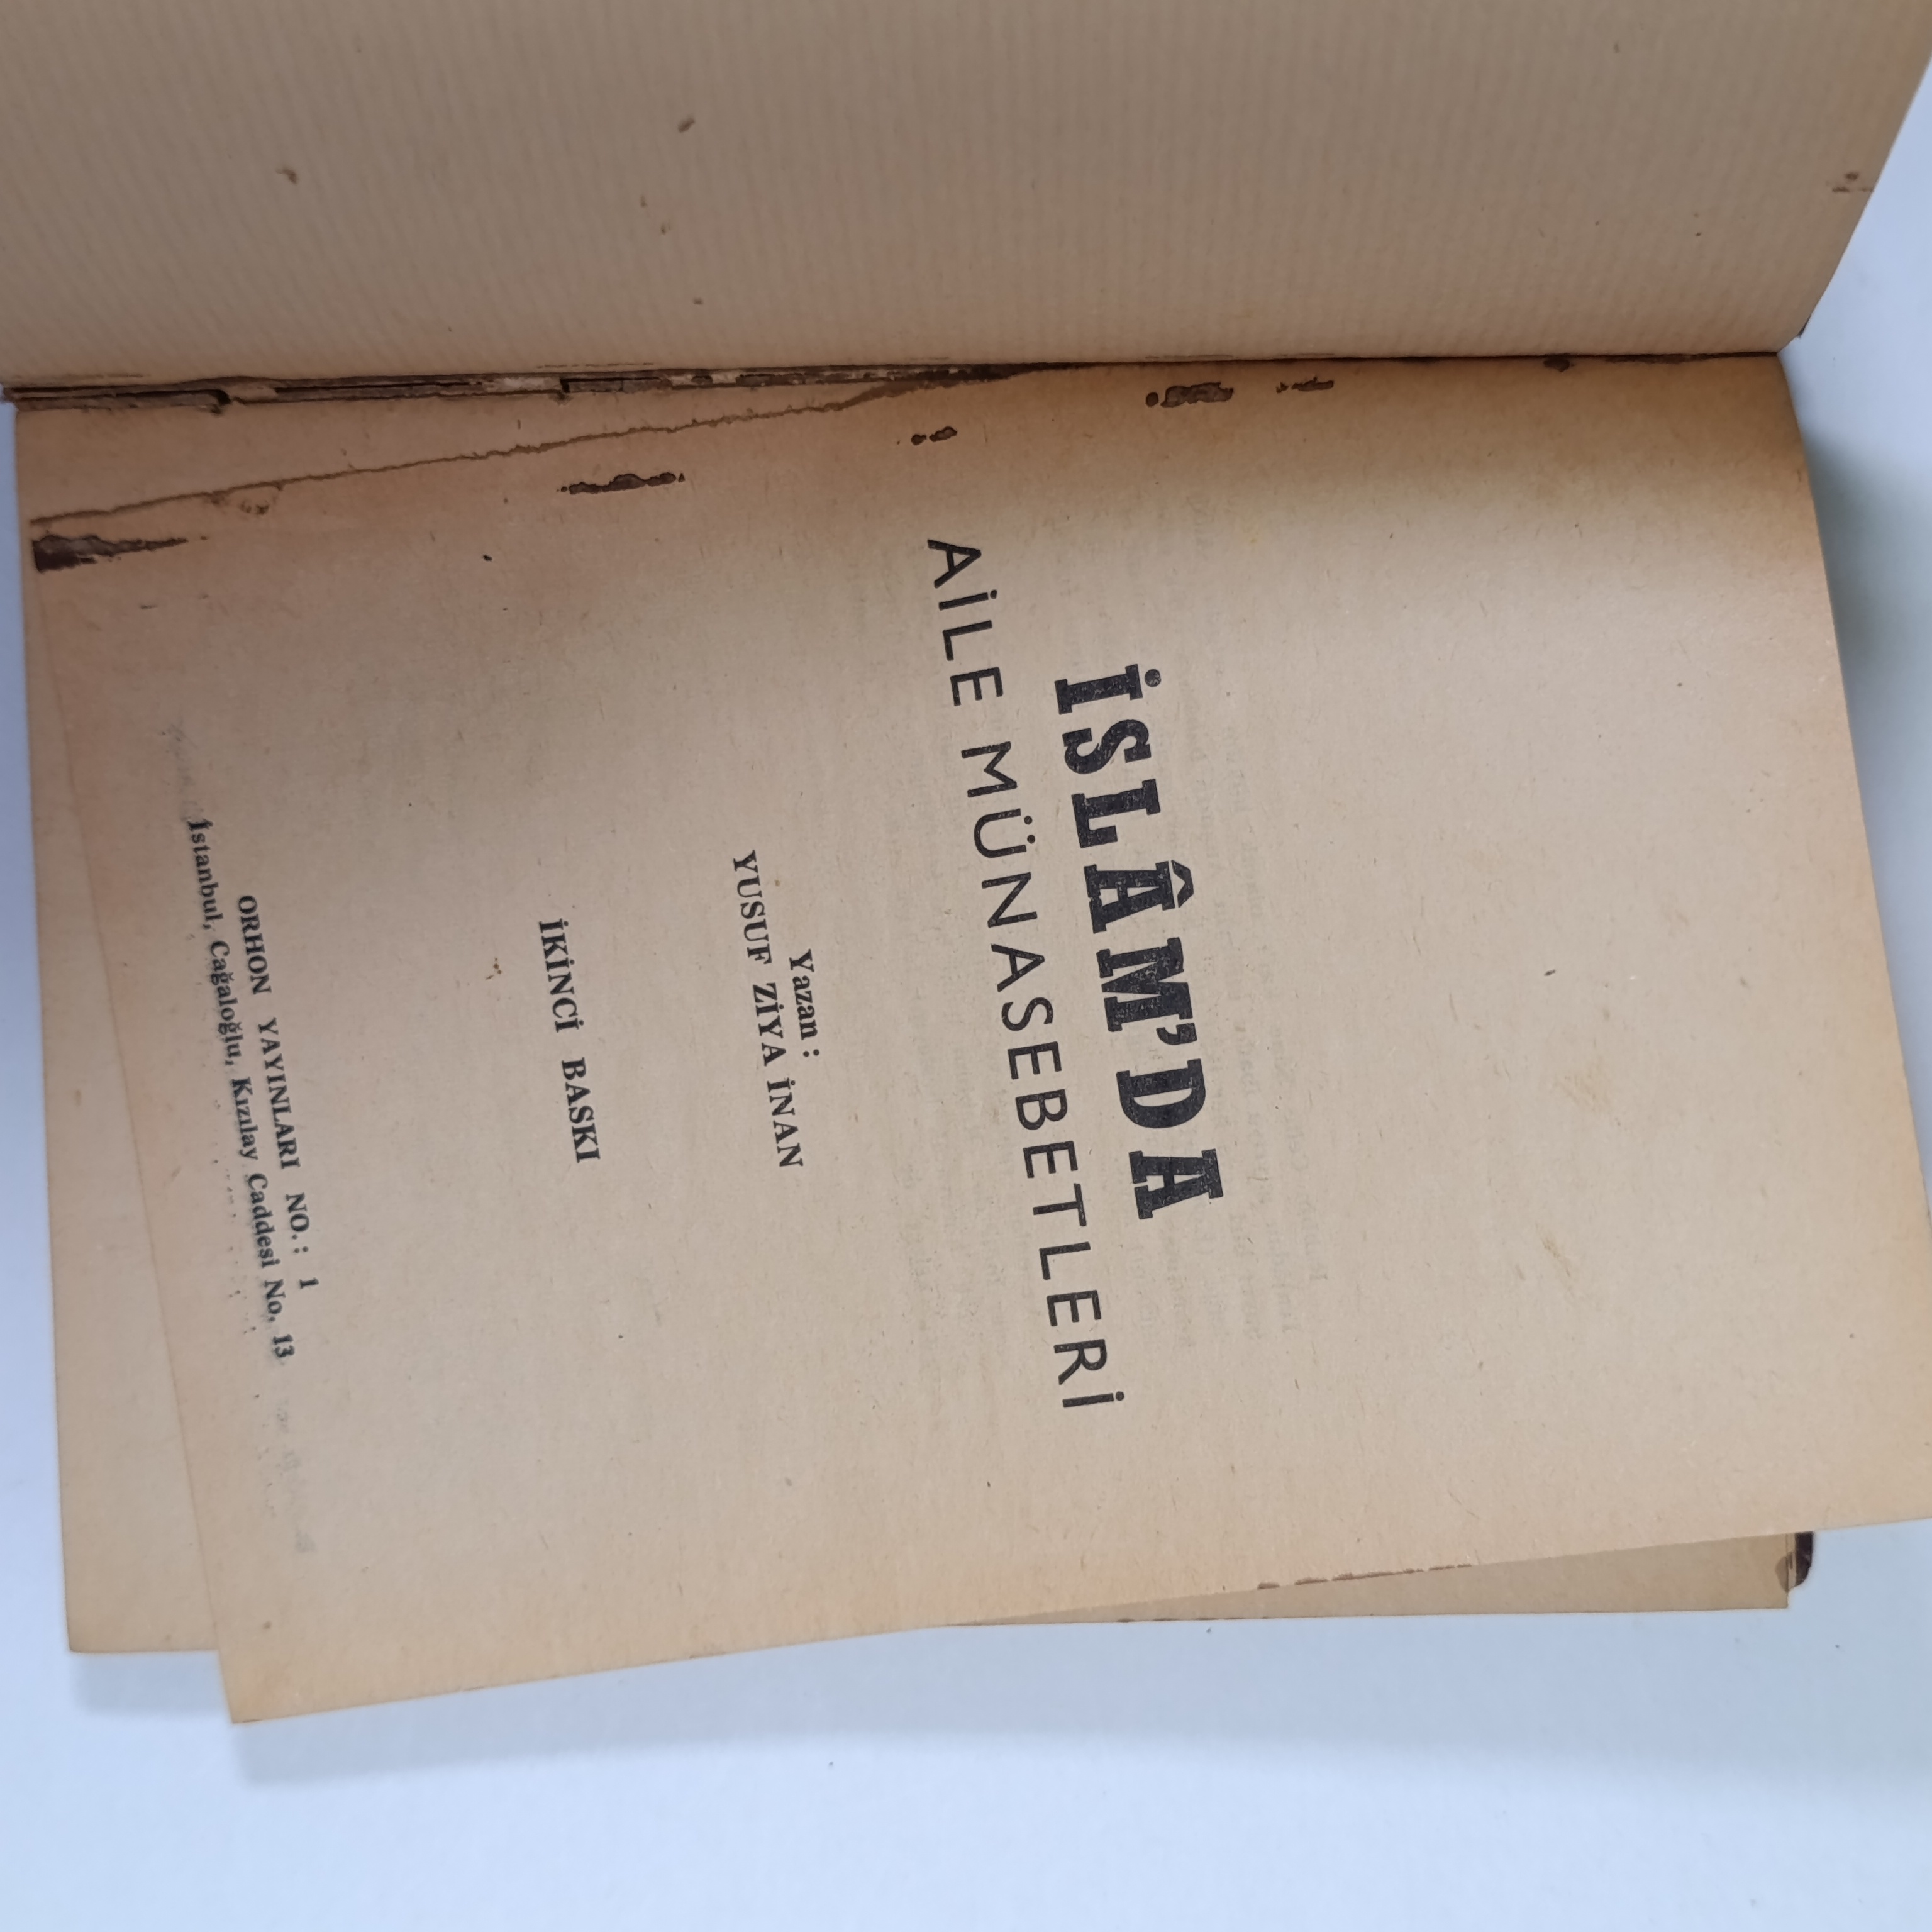 İSLÂM'DA
AİLE MÜNASEBETLERİ
Yazan :
YUSUF ZİYA İNAN
İKİNCİ BASKI
ORHON YAYINLARI NO. : 1
İstanbul, Cağaloğlu, Kızılay Caddesi No. 13